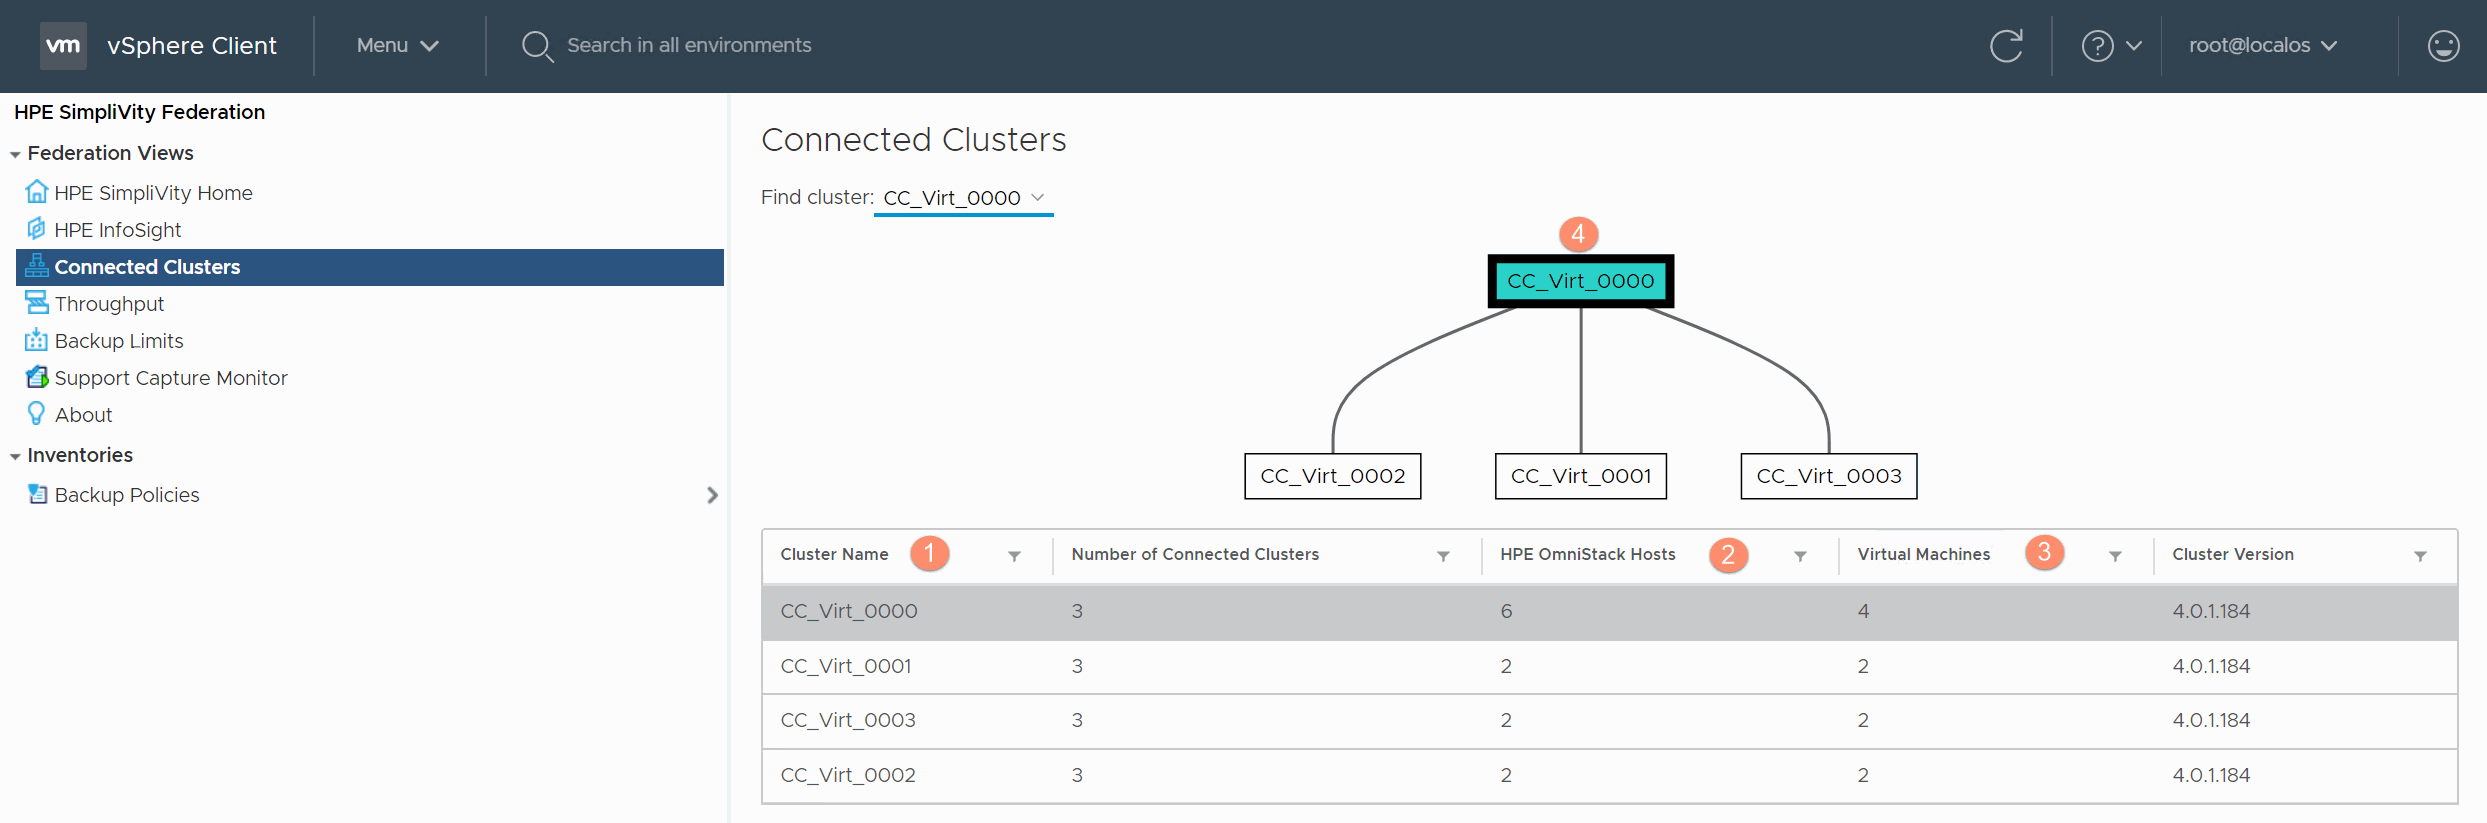 vm vSphere Client Menu Search in all environments ? root@localos
HPE SimpliVity Federation
Federation Views
HPE SimpliVity Home
HPE InfoSight
Connected Clusters
Throughput
Backup Limits
Support Capture Monitor
About
Inventories
Backup Policies
Connected Clusters
Find cluster: CC_Virt_0000
4
CC_Virt_0000
CC_Virt_0002 CC_Virt_0001 CC_Virt_0003
Cluster Name 1 Number of Connected Clusters HPE OmniStack Hosts 2 Virtual Machines 3 Cluster Version
CC_Virt_0000 3 6 4 4.0.1.184
CC_Virt_0001 3 2 2 4.0.1.184
CC_Virt_0003 3 2 2 4.0.1.184
CC_Virt_0002 3 2 2 4.0.1.184